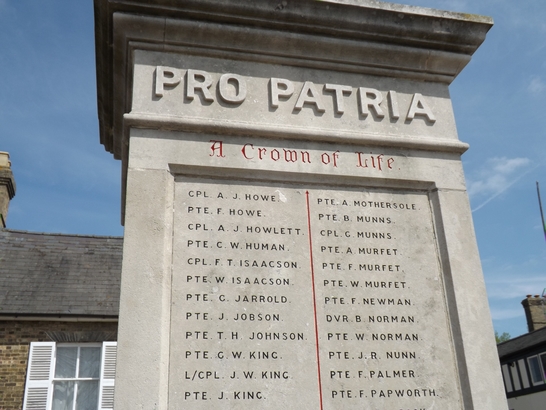 PRO PATRIA
A Crown of Life.
CPL. A. J. HOWE.
PTE. F. HOWE.
CPL. A. J. HOWLETT.
PTE. C. W. HUMAN.
CPL. F. T. ISAACSON.
PTE. W. ISAACSON.
PTE. G. JARROLD.
PTE. J. JOBSON.
PTE. T. H. JOHNSON.
PTE. G. W. KING.
L/CPL. J. W. KING.
PTE. J. KING.
PTE. A. MOTHERSOLE.
PTE. B. MUNNS.
CPL. G. MUNNS.
PTE. A. MURFET.
PTE. F. MURFET.
PTE. W. MURFET.
PTE. F. NEWMAN.
DVR. B. NORMAN.
PTE. W. NORMAN.
PTE. J. R. NUNN.
PTE. F. PALMER.
PTE. F. PAPWORTH.